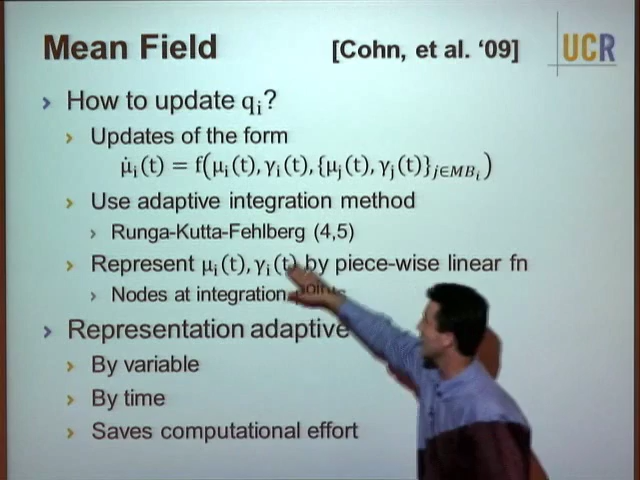 Mean Field [Cohn, et al. ‘09] UCR
› How to update qᵢ?
› Updates of the form
μ̇ᵢ(t) = f(μᵢ(t), γᵢ(t), {μⱼ(t), γⱼ(t)}ⱼ∈MBᵢ)
› Use adaptive integration method
› Runga-Kutta-Fehlberg (4,5)
› Represent μᵢ(t), γᵢ(t) by piece-wise linear fn
› Nodes at integration points
› Representation adaptive
› By variable
› By time
› Saves computational effort